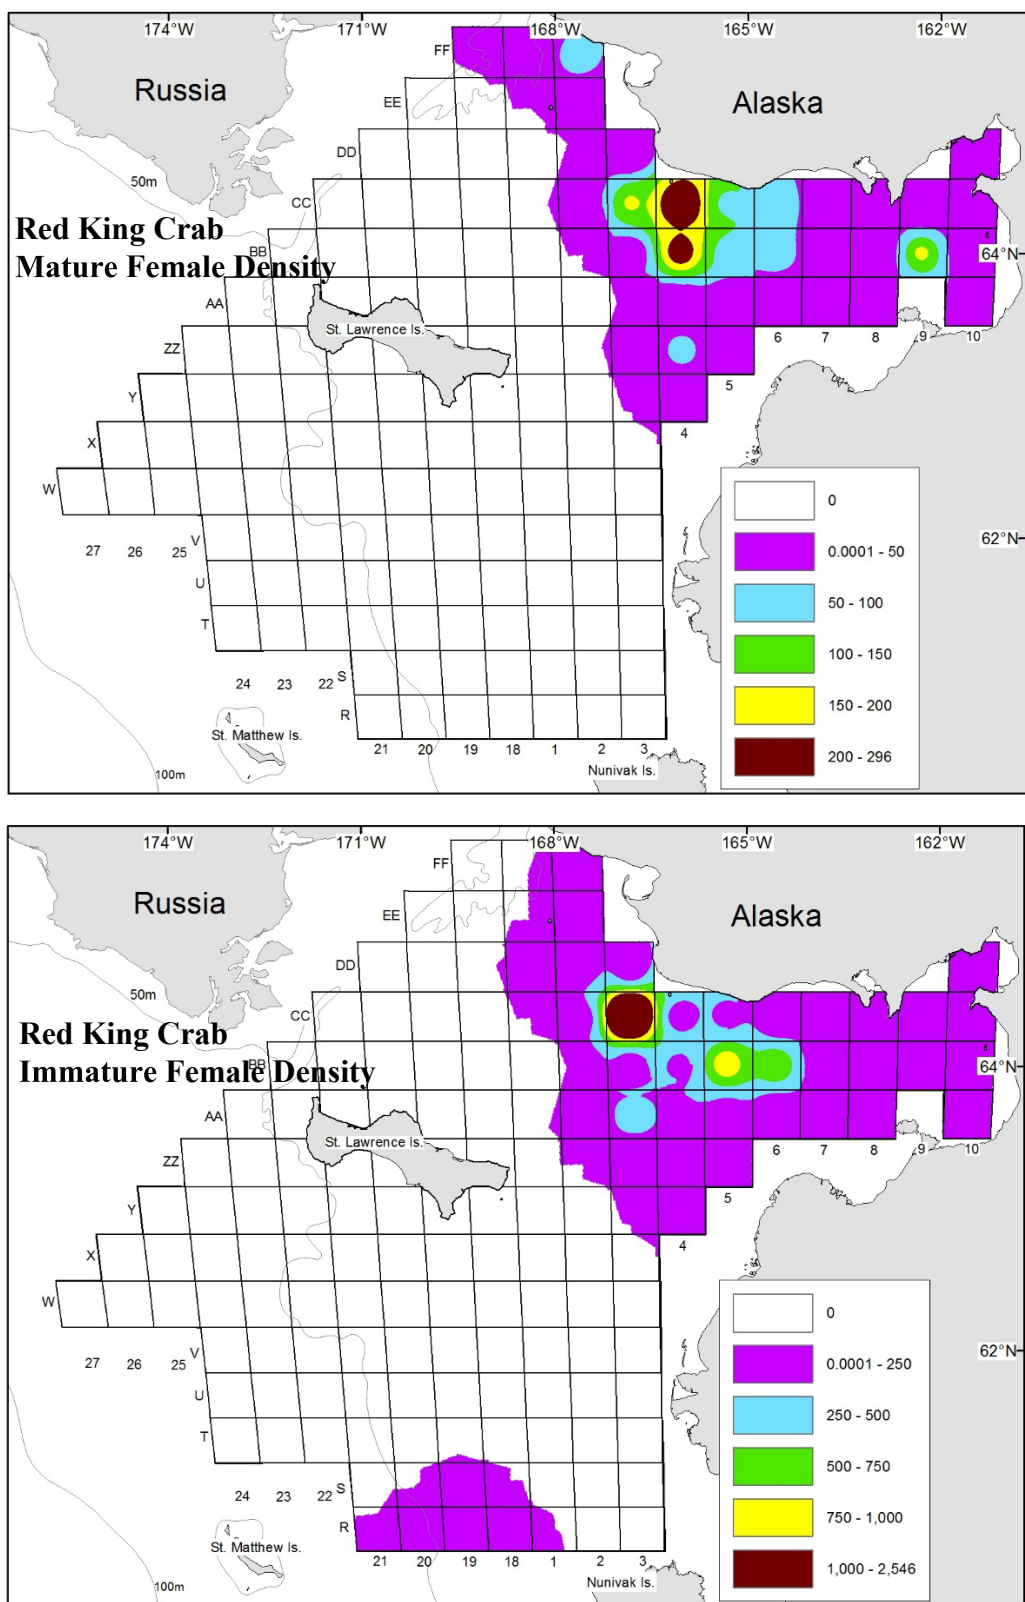 174°W 171°W 168°W 165°W 162°W
FF
Russia
Alaska
EE
DD
50m
CC
Red King Crab
BB
Mature Female Density
64°N
AA
St. Lawrence Is.
ZZ
6 7 8 9 10
Y
5
X
4
W
0
27 26 25 V
62°N
0.0001 - 50
U
50 - 100
T
100 - 150
24 23 22 S
150 - 200
R
St. Matthew Is.
21 20 19 18 1 2 3
200 - 296
100m
Nunivak Is.
174°W 171°W 168°W 165°W 162°W
FF
Russia
Alaska
EE
DD
50m
CC
Red King Crab
BB
Immature Female Density
64°N
AA
St. Lawrence Is.
ZZ
6 7 8 9 10
Y
5
X
4
W
0
27 26 25 V
62°N
0.0001 - 250
U
250 - 500
T
500 - 750
24 23 22 S
750 - 1,000
R
St. Matthew Is.
21 20 19 18 1 2 3
1,000 - 2,546
100m
Nunivak Is.